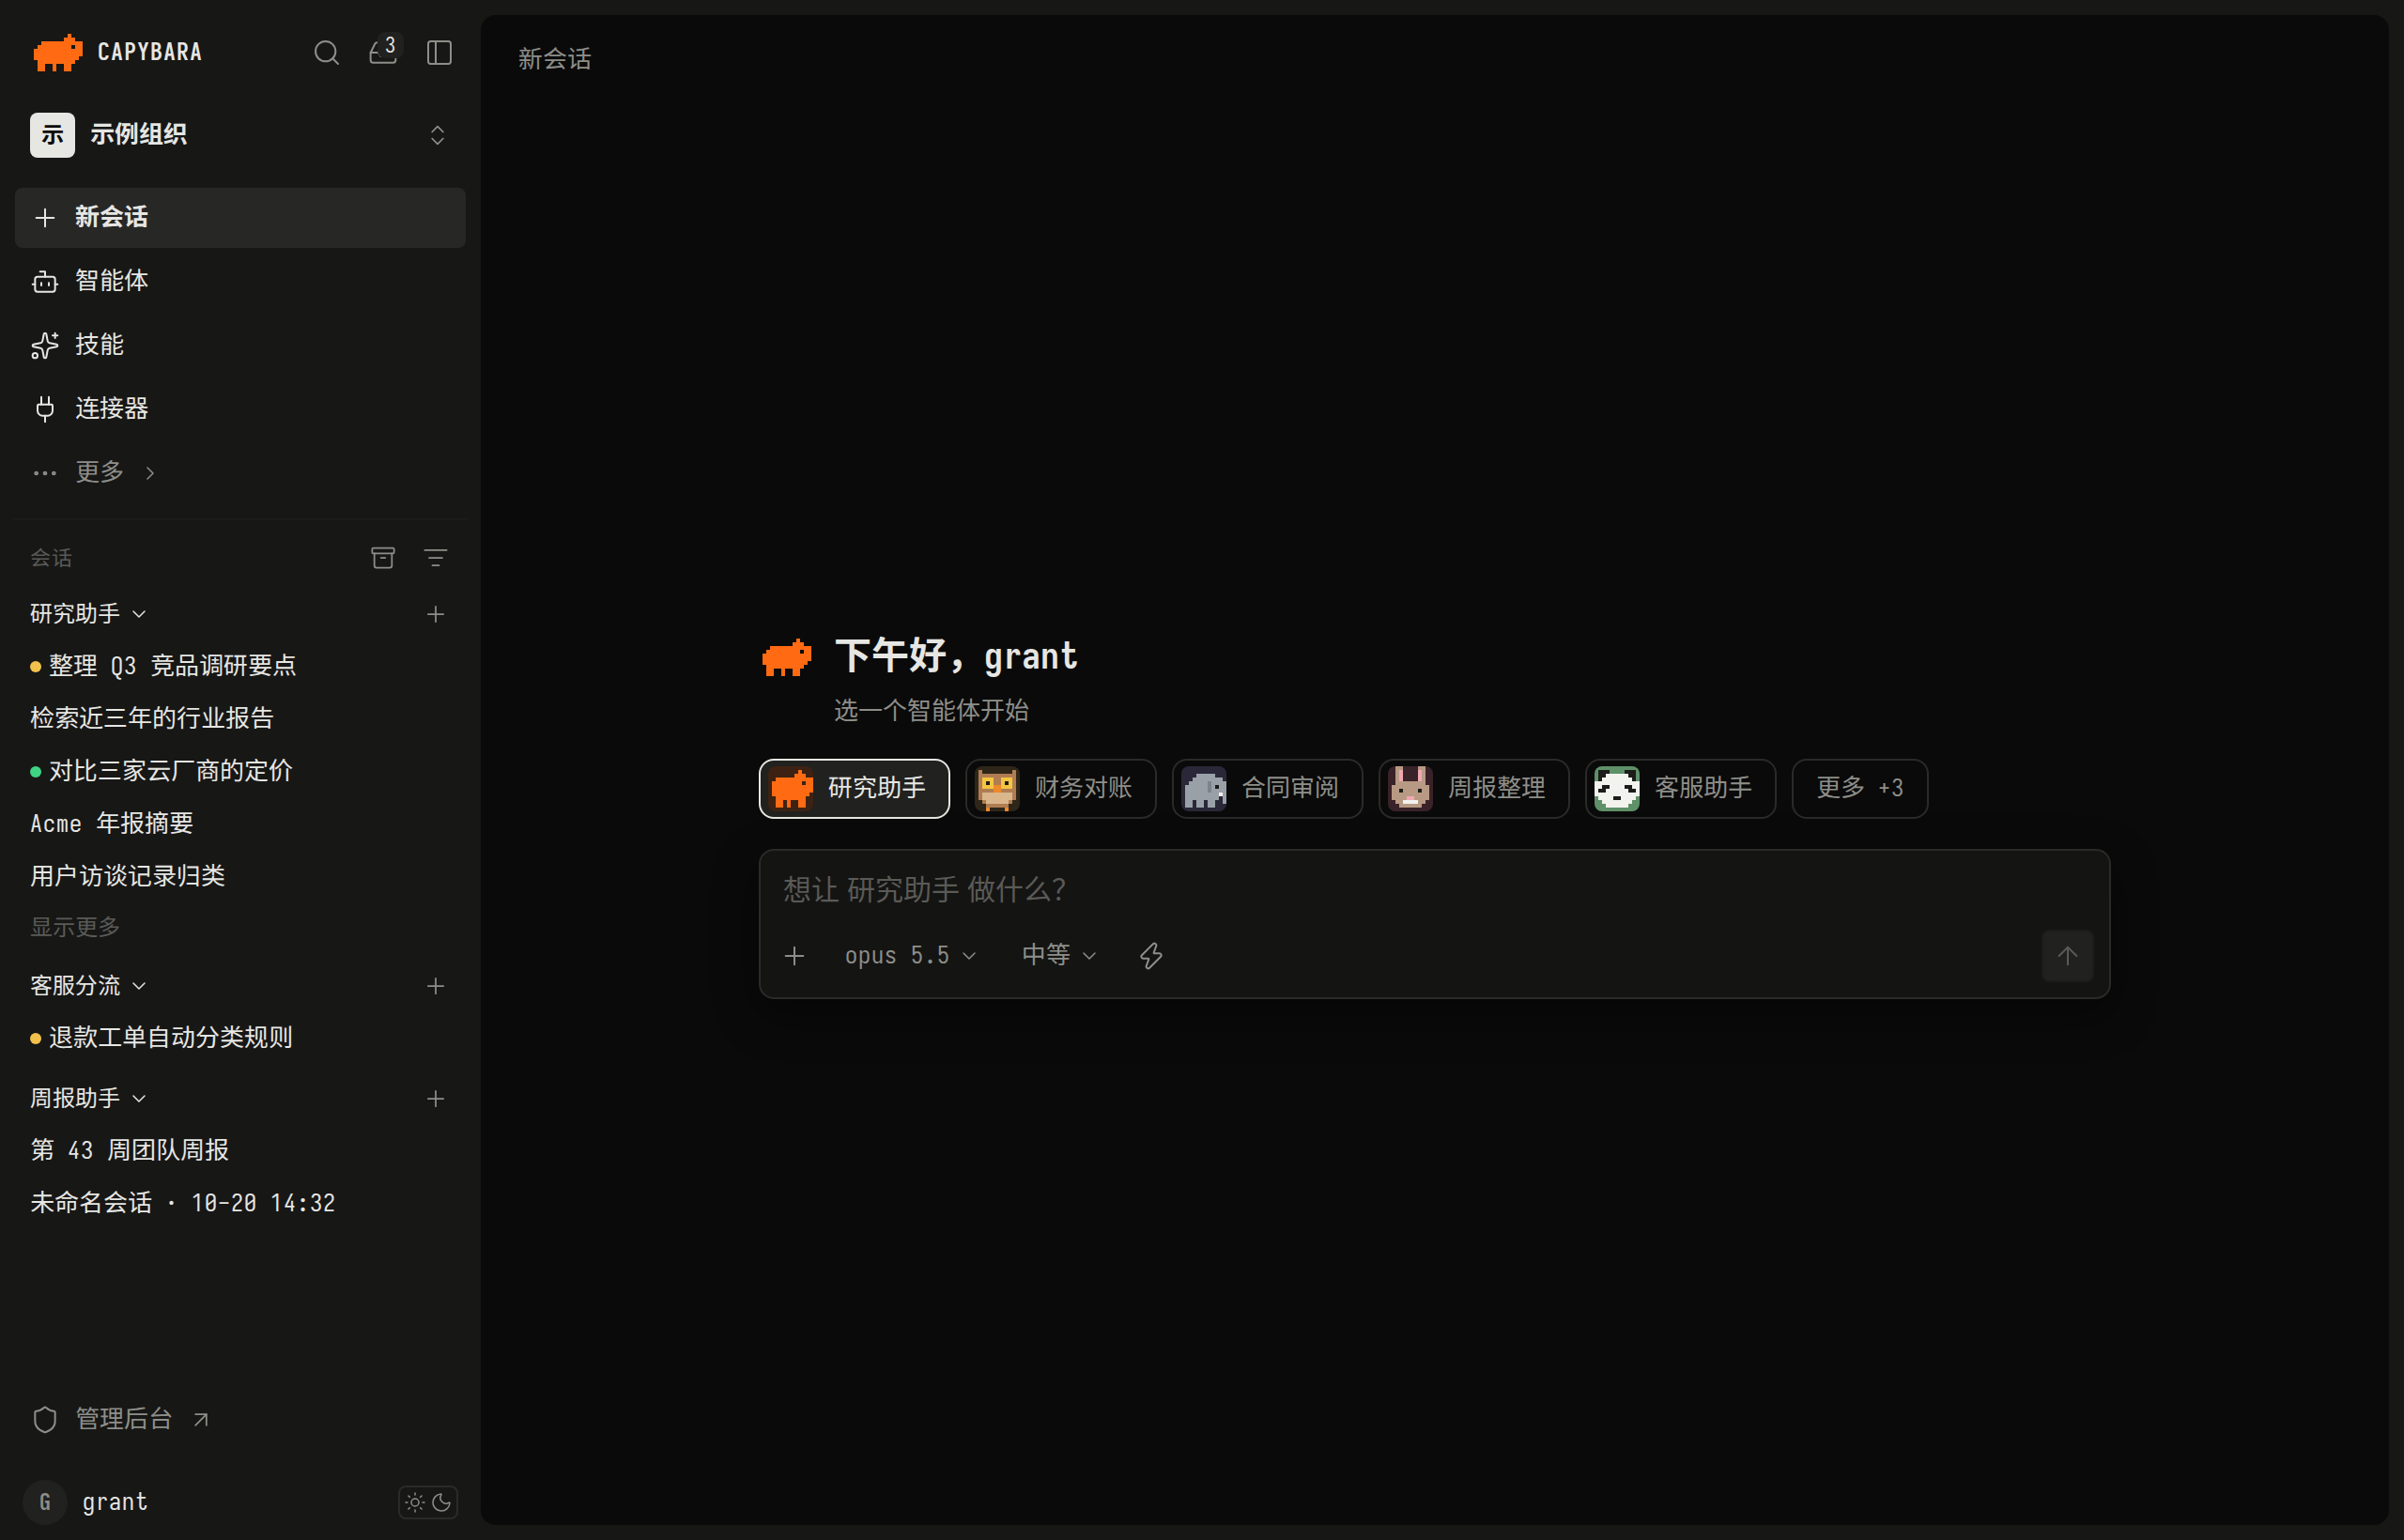 CAPYBARA
3
示 示例组织
新会话
智能体
技能
连接器
更多
会话
研究助手
整理 Q3 竞品调研要点
检索近三年的行业报告
对比三家云厂商的定价
Acme 年报摘要
用户访谈记录归类
显示更多
客服分流
退款工单自动分类规则
周报助手
第 43 周团队周报
未命名会话 · 10-20 14:32
管理后台
G grant
新会话
下午好，grant
选一个智能体开始
研究助手 财务对账 合同审阅 周报整理 客服助手 更多 +3
想让 研究助手 做什么？
opus 5.5 中等